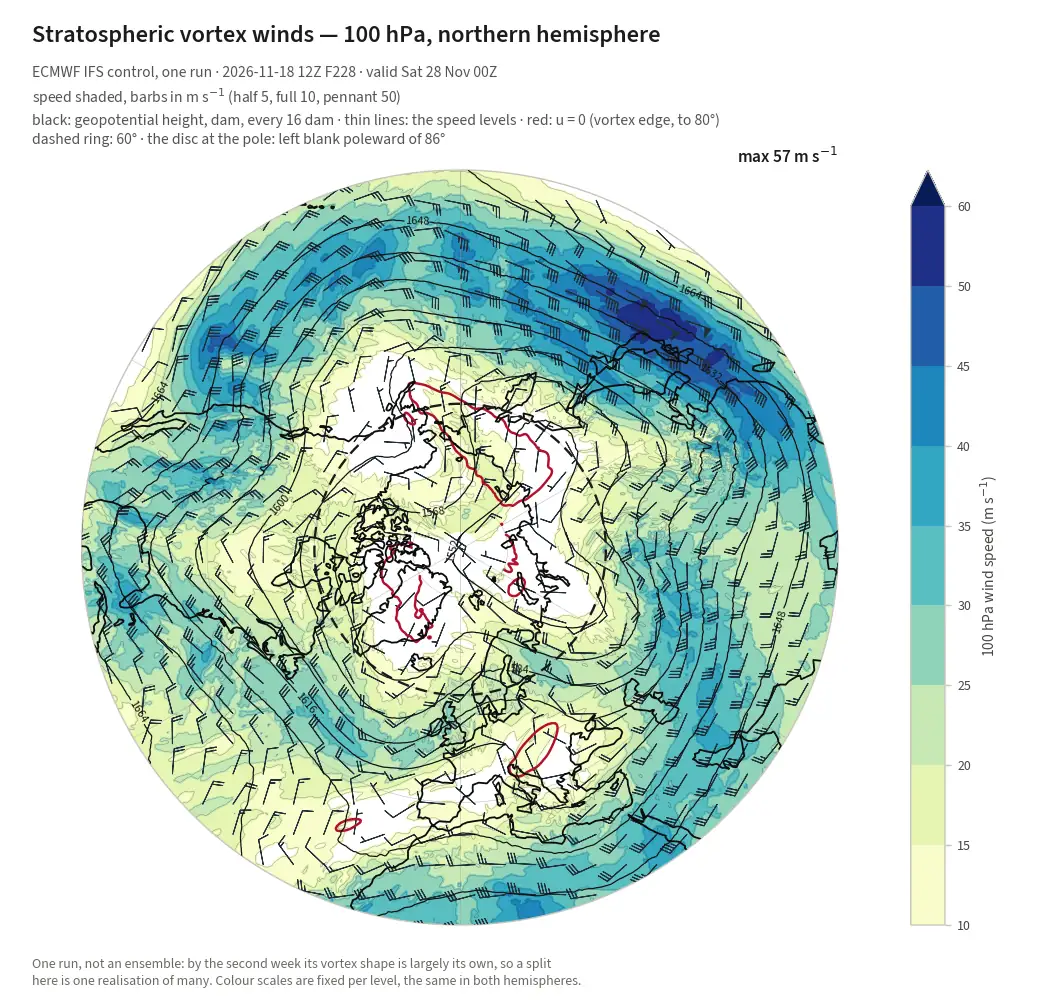 Stratospheric vortex winds — 100 hPa, northern hemisphere
ECMWF IFS control, one run · 2026-11-18 12Z F228 · valid Sat 28 Nov 00Z
speed shaded, barbs in m s⁻¹ (half 5, full 10, pennant 50)
black: geopotential height, dam, every 16 dam · thin lines: the speed levels · red: u = 0 (vortex edge, to 80°)
dashed ring: 60° · the disc at the pole: left blank poleward of 86°
max 57 m s⁻¹
1648
1664
1632
1664
1600
1568
1552
1648
1616
1664
60
50
45
40
35
30
25
20
15
10
100 hPa wind speed (m s⁻¹)
One run, not an ensemble: by the second week its vortex shape is largely its own, so a split
here is one realisation of many. Colour scales are fixed per level, the same in both hemispheres.